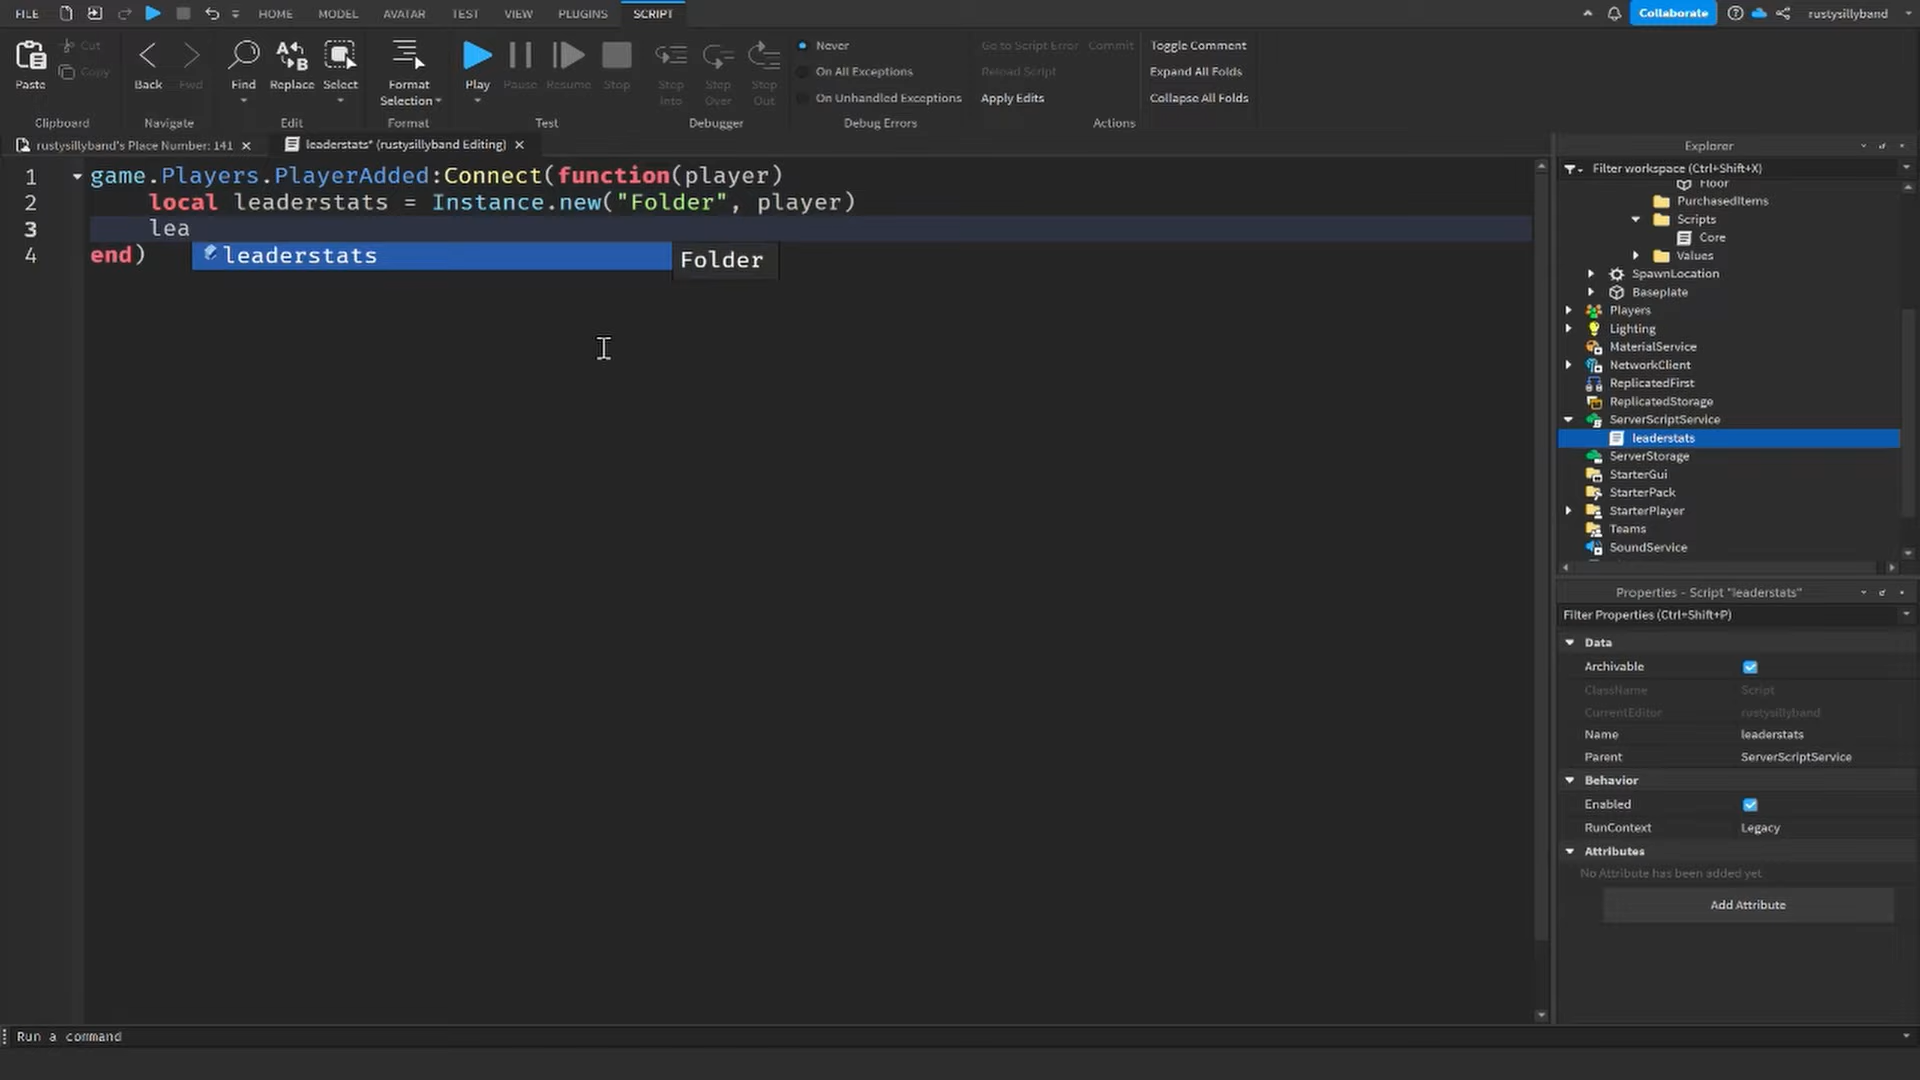 FILE HOME MODEL AVATAR TEST VIEW PLUGINS SCRIPT Collaborate rustysillyband
Paste Cut Copy Back Fwd Find Replace Select Format Selection Play Pause Resume Stop Step Into Step Over Step Out
Never
On All Exceptions
On Unhandled Exceptions
Go to Script Error Commit
Reload Script
Apply Edits
Toggle Comment
Expand All Folds
Collapse All Folds
Clipboard Navigate Edit Format Test Debugger Debug Errors Actions
rustysillyband's Place Number: 141 leaderstats* (rustysillyband Editing)
1 game.Players.PlayerAdded:Connect(function(player)
2 local leaderstats = Instance.new("Folder", player)
3 lea
4 end)
leaderstats Folder
Explorer
Filter workspace (Ctrl+Shift+X)
Floor
PurchasedItems
Scripts
Core
Values
SpawnLocation
Baseplate
Players
Lighting
MaterialService
NetworkClient
ReplicatedFirst
ReplicatedStorage
ServerScriptService
leaderstats
ServerStorage
StarterGui
StarterPack
StarterPlayer
Teams
SoundService
Properties - Script "leaderstats"
Filter Properties (Ctrl+Shift+P)
Data
Archivable
ClassName Script
CurrentEditor rustysillyband
Name leaderstats
Parent ServerScriptService
Behavior
Enabled
RunContext Legacy
Attributes
No Attribute has been added yet
Add Attribute
Run a command